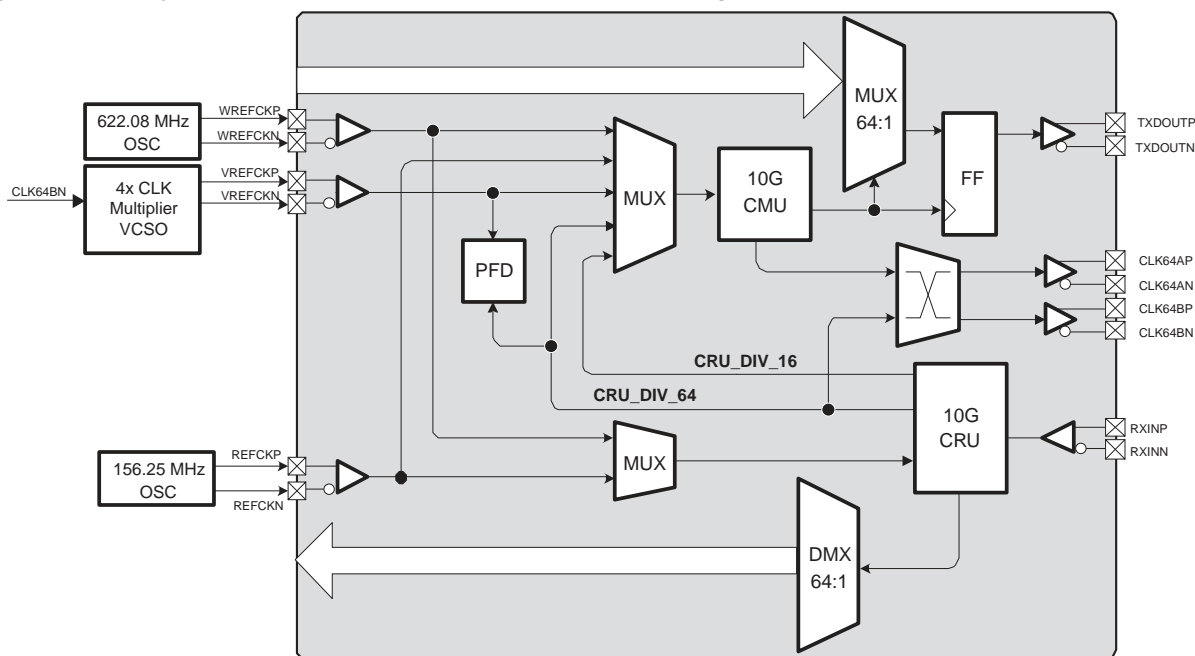 622.08 MHz
OSC
WREFCKP
WREFCKN
CLK64BN
4x CLK
Multiplier
VCSO
VREFCKP
VREFCKN
156.25 MHz
OSC
REFCKP
REFCKN
MUX
64:1
FF
MUX
10G
CMU
PFD
CRU_DIV_16
CRU_DIV_64
MUX
10G
CRU
DMX
64:1
TXDOUTP
TXDOUTN
CLK64AP
CLK64AN
CLK64BP
CLK64BN
RXINP
RXINN